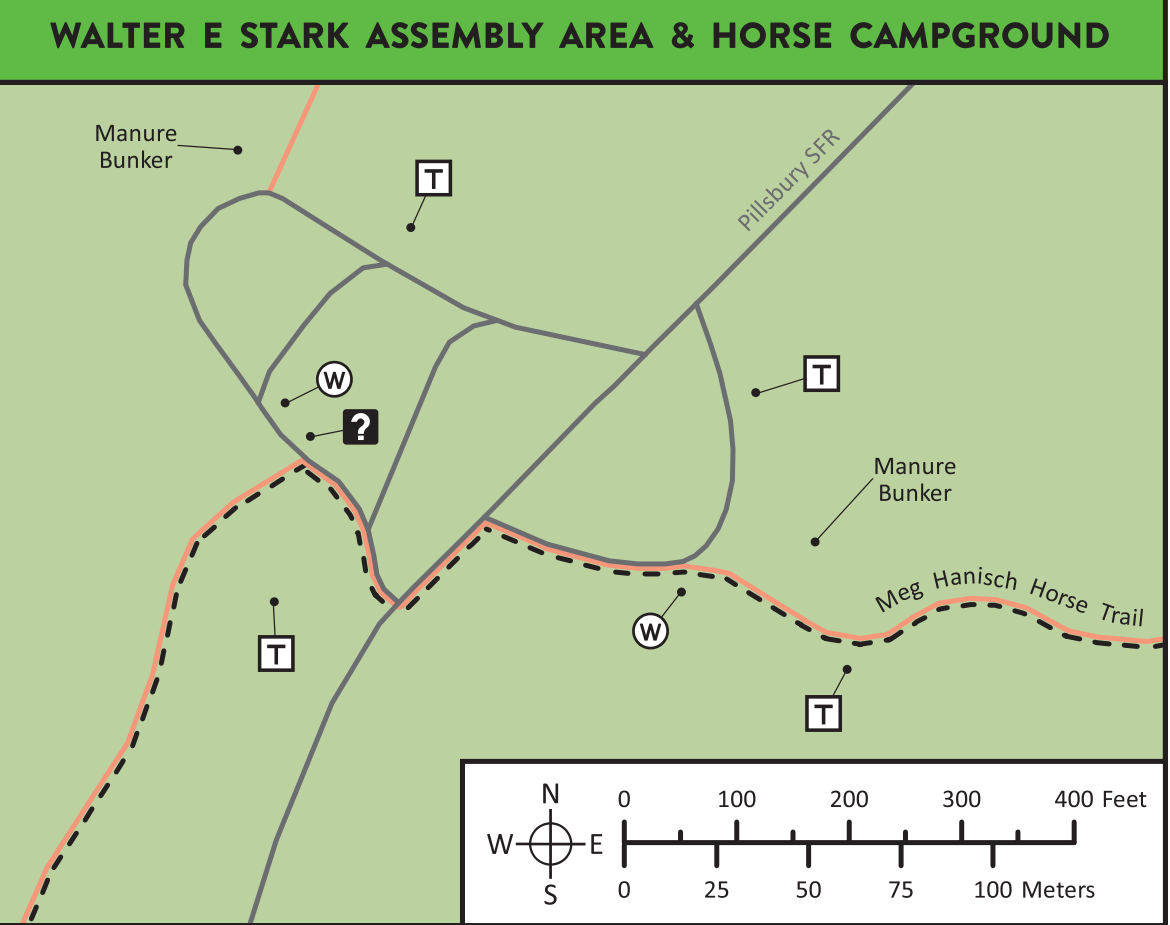 WALTER E STARK ASSEMBLY AREA & HORSE CAMPGROUND
Manure
Bunker
T
Pillsbury SFR
W
?
T
Manure
Bunker
Meg Hanisch Horse Trail
T
W
T
N
W E
S
0 100 200 300 400 Feet
0 25 50 75 100 Meters